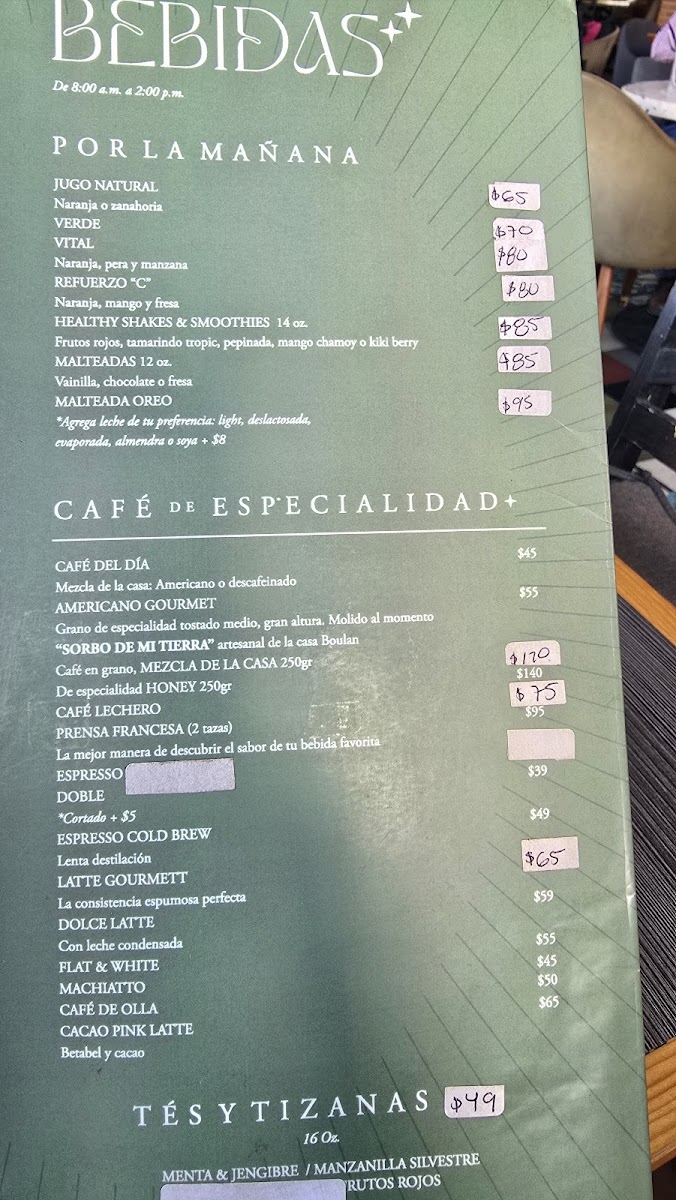 BEBIDAS
De 8:00 a.m. a 2:00 p.m.
POR LA MAÑANA
JUGO NATURAL $65
Naranja o zanahoria
VERDE $70
VITAL $80
Naranja, pera y manzana
REFUERZO “C” $80
Naranja, mango y fresa
HEALTHY SHAKES & SMOOTHIES 14 oz. $85
Frutos rojos, tamarindo tropic, pepinada, mango chamoy o kiki berry
MALTEADAS 12 oz. $85
Vainilla, chocolate o fresa
MALTEADA OREO $95
*Agrega leche de tu preferencia: light, deslactosada,
evaporada, almendra o soya + $8
CAFÉ DE ESPECIALIDAD
CAFÉ DEL DÍA $45
Mezcla de la casa: Americano o descafeinado
AMERICANO GOURMET $55
Grano de especialidad tostado medio, gran altura. Molido al momento
“SORBO DE MI TIERRA” artesanal de la casa Boulan
Café en grano, MEZCLA DE LA CASA 250gr $120
De especialidad HONEY 250gr $140
CAFÉ LECHERO $75
PRENSA FRANCESA (2 tazas) $95
La mejor manera de descubrir el sabor de tu bebida favorita
ESPRESSO
DOBLE $39
*Cortado + $5
ESPRESSO COLD BREW $49
Lenta destilación
LATTE GOURMETT $65
La consistencia espumosa perfecta
DOLCE LATTE $59
Con leche condensada
FLAT & WHITE $55
MACHIATTO $45
CAFÉ DE OLLA $50
CACAO PINK LATTE $65
Betabel y cacao
TÉS Y TIZANAS $49
16 Oz.
MENTA & JENGIBRE / MANZANILLA SILVESTRE
FRUTOS ROJOS